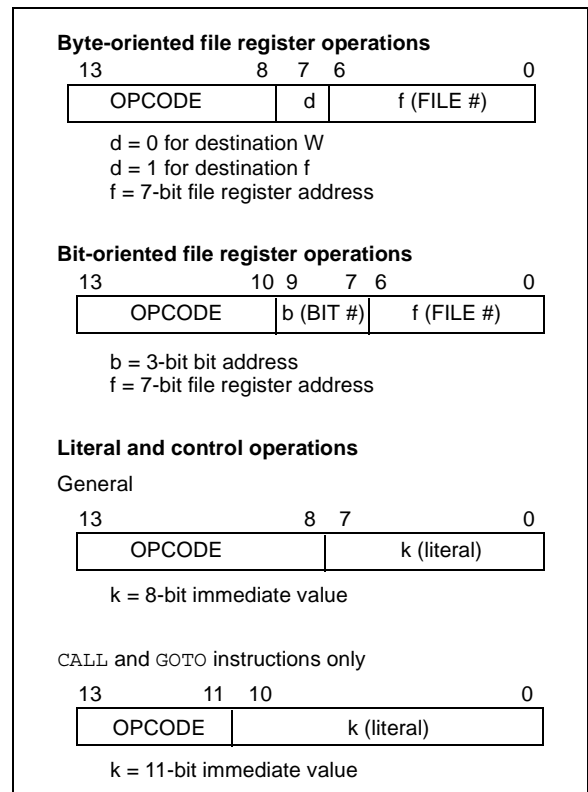 Byte-oriented file register operations
13 8 7 6 0
OPCODE d f (FILE #)
d = 0 for destination W
d = 1 for destination f
f = 7-bit file register address
Bit-oriented file register operations
13 10 9 7 6 0
OPCODE b (BIT #) f (FILE #)
b = 3-bit bit address
f = 7-bit file register address
Literal and control operations
General
13 8 7 0
OPCODE k (literal)
k = 8-bit immediate value
CALL and GOTO instructions only
13 11 10 0
OPCODE k (literal)
k = 11-bit immediate value